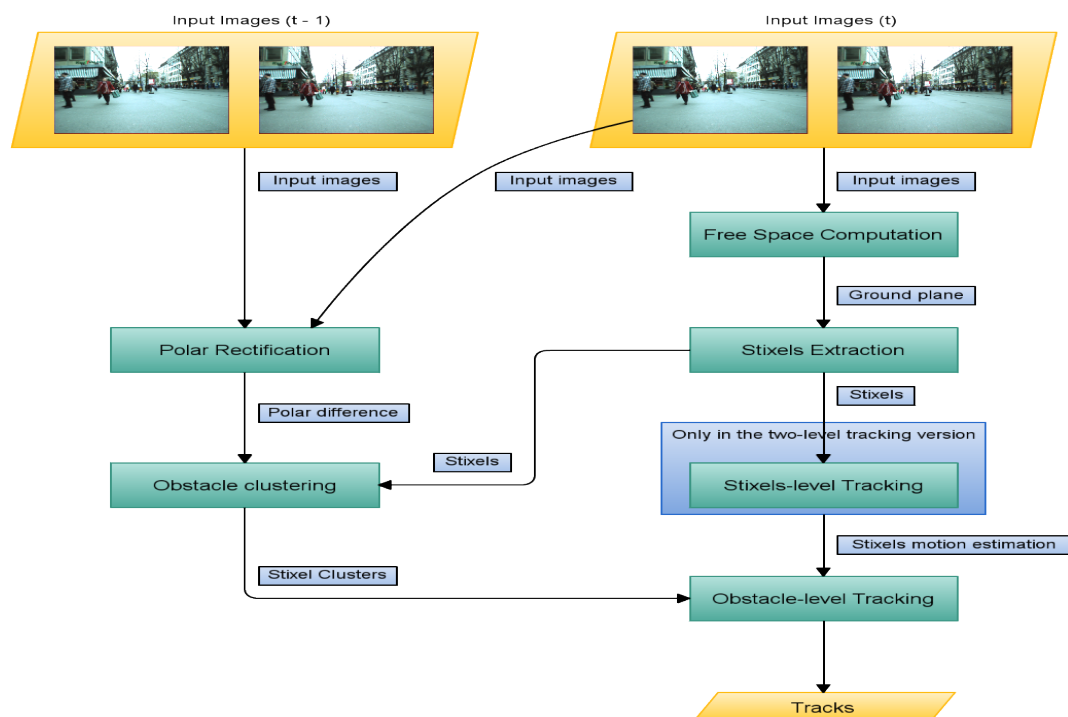 Input Images (t - 1)
Input Images (t)
Input images
Input images
Input images
Free Space Computation
Ground plane
Polar Rectification
Stixels Extraction
Stixels
Polar difference
Only in the two-level tracking version
Stixels
Obstacle clustering
Stixels-level Tracking
Stixels motion estimation
Stixel Clusters
Obstacle-level Tracking
Tracks